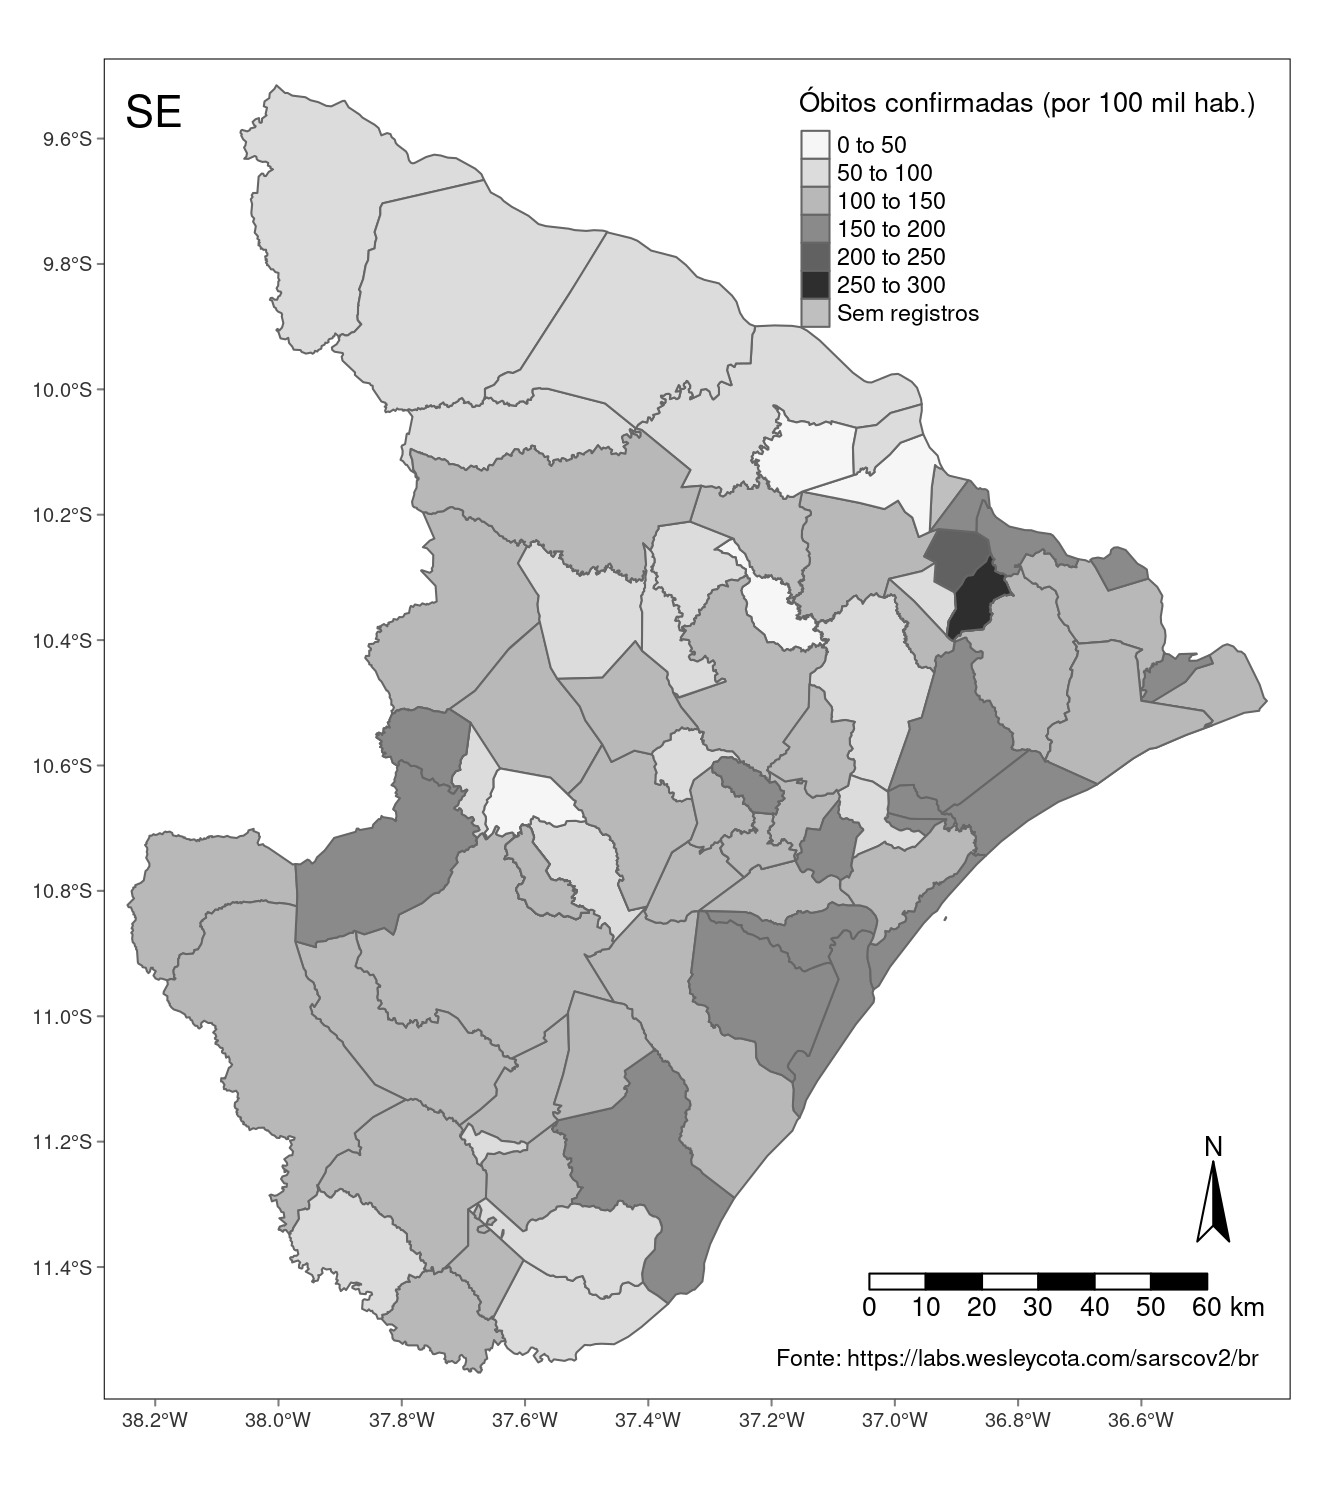 SE
Óbitos confirmadas (por 100 mil hab.)
0 to 50
50 to 100
100 to 150
150 to 200
200 to 250
250 to 300
Sem registros
9.6°S
9.8°S
10.0°S
10.2°S
10.4°S
10.6°S
10.8°S
11.0°S
11.2°S
11.4°S
N
0 10 20 30 40 50 60 km
Fonte: https://labs.wesleycota.com/sarscov2/br
38.2°W 38.0°W 37.8°W 37.6°W 37.4°W 37.2°W 37.0°W 36.8°W 36.6°W